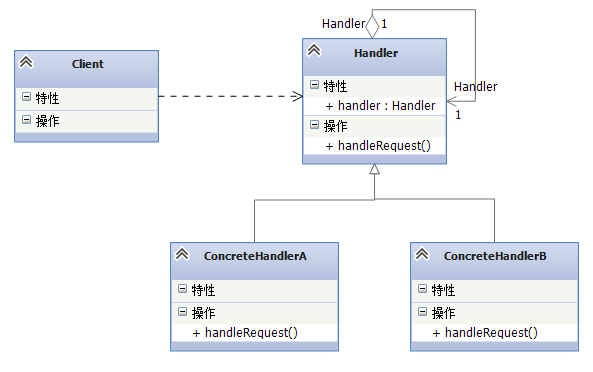 Handler 1
Client
特性
操作
Handler
特性
+ handler : Handler
操作
+ handleRequest()
Handler
1
ConcreteHandlerA
特性
操作
+ handleRequest()
ConcreteHandlerB
特性
操作
+ handleRequest()